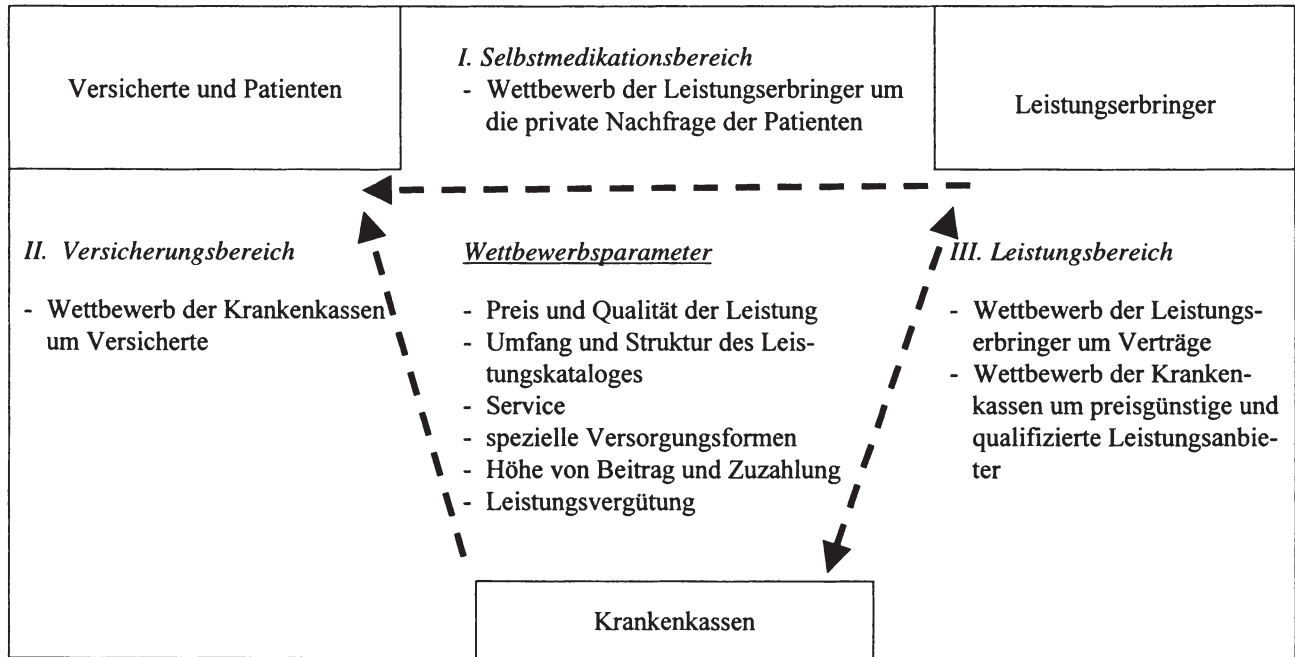 Versicherte und Patienten
I. Selbstmedikationsbereich
- Wettbewerb der Leistungserbringer um
die private Nachfrage der Patienten
Leistungserbringer
II. Versicherungsbereich
- Wettbewerb der Krankenkassen
um Versicherte
Wettbewerbsparameter
- Preis und Qualität der Leistung
- Umfang und Struktur des Leis-
tungskataloges
- Service
- spezielle Versorgungsformen
- Höhe von Beitrag und Zuzahlung
- Leistungsvergütung
III. Leistungsbereich
- Wettbewerb der Leistungs-
erbringer um Verträge
- Wettbewerb der Kranken-
kassen um preisgünstige und
qualifizierte Leistungsanbie-
ter
Krankenkassen